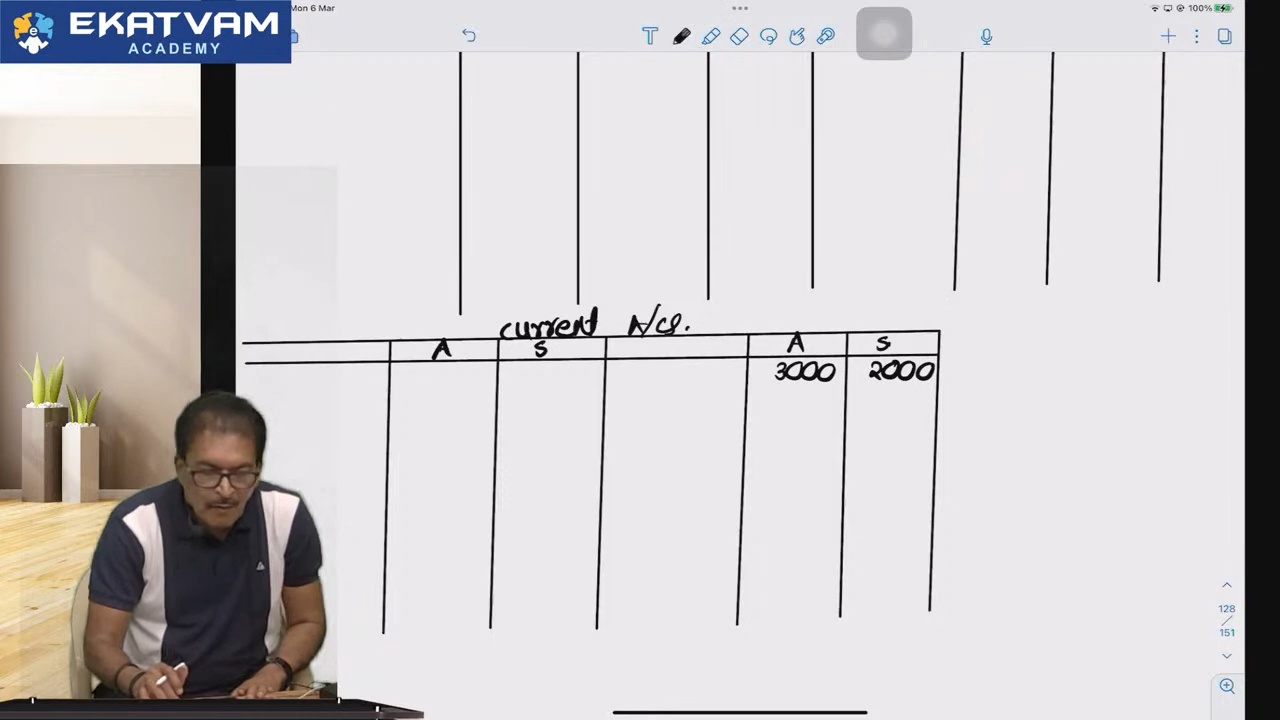 EKATVAM
ACADEMY
Mon 6 Mar
100%
T
current A/cs.
A S A S
3000 2000
128
/
151